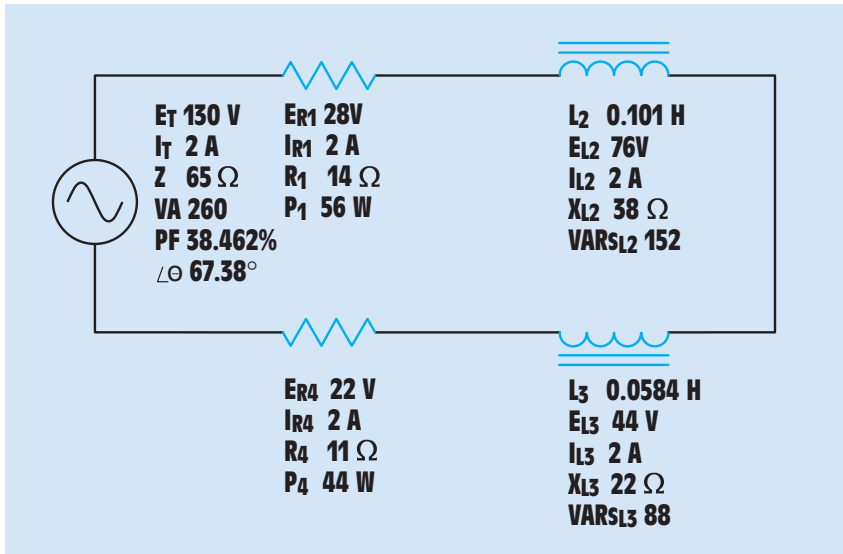 ET 130 V
IT 2 A
Z 65 Ω
VA 260
PF 38.462%
∠Θ 67.38°
ER1 28V
IR1 2 A
R1 14 Ω
P1 56 W
L2 0.101 H
EL2 76V
IL2 2 A
XL2 38 Ω
VARSL2 152
ER4 22 V
IR4 2 A
R4 11 Ω
P4 44 W
L3 0.0584 H
EL3 44 V
IL3 2 A
XL3 22 Ω
VARSL3 88